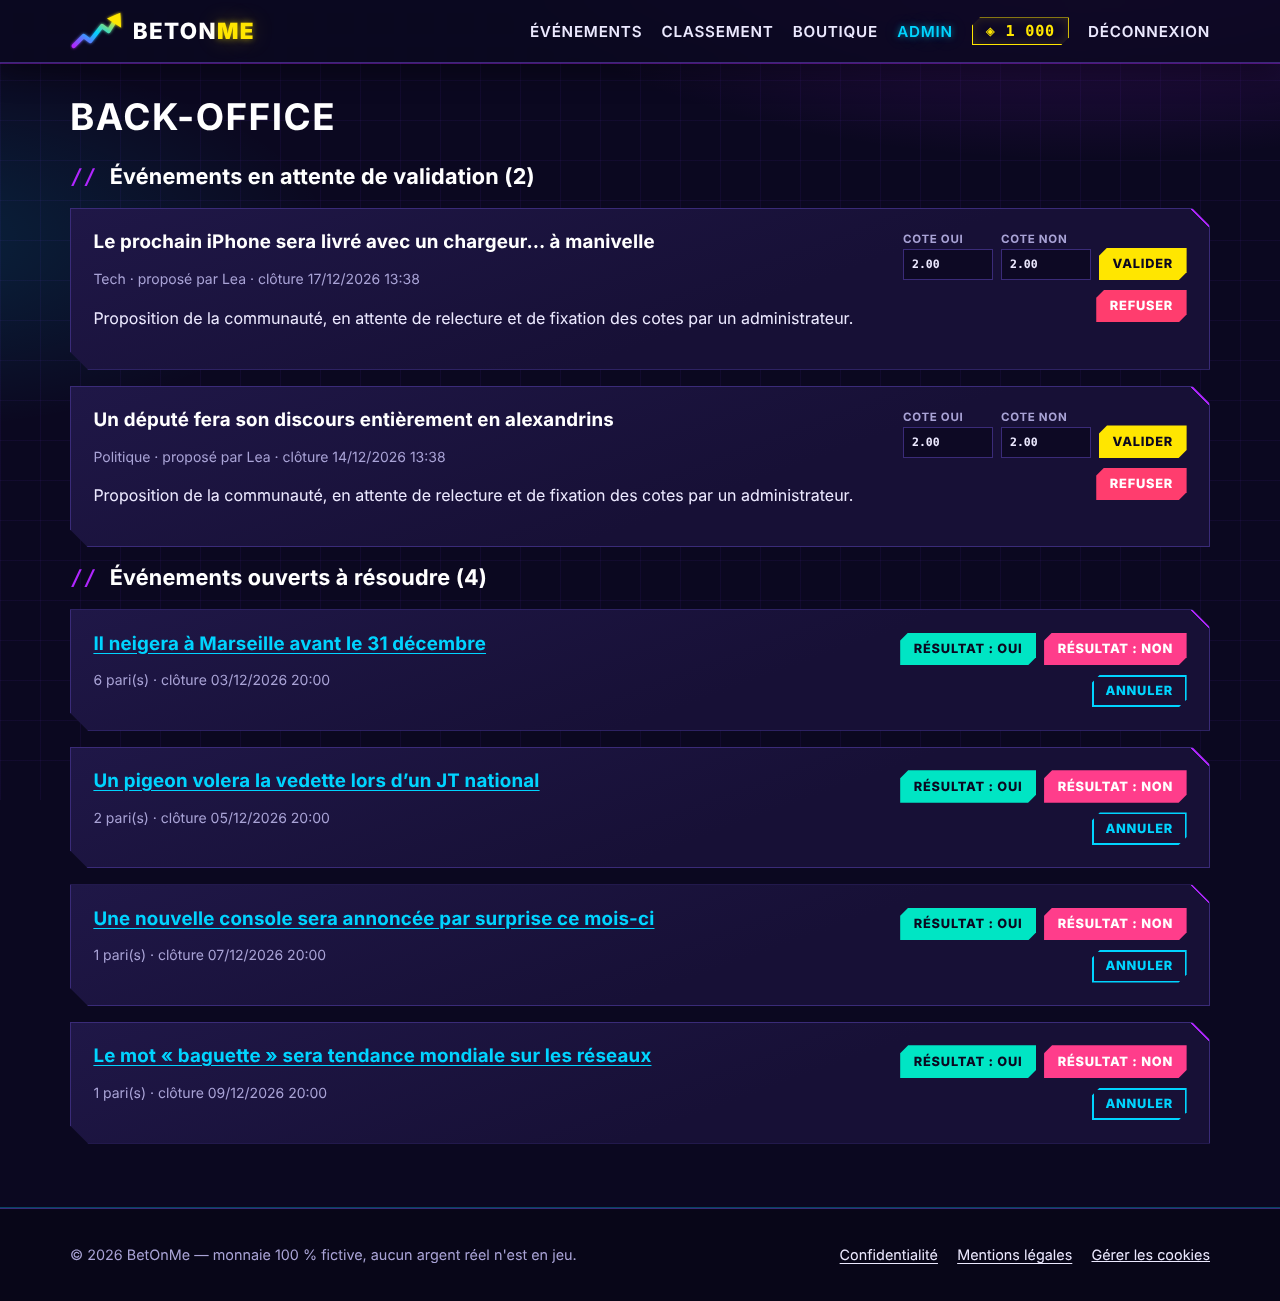 BETONME
ÉVÉNEMENTS CLASSEMENT BOUTIQUE ADMIN ◈ 1 000 DÉCONNEXION
BACK-OFFICE
// Événements en attente de validation (2)
Le prochain iPhone sera livré avec un chargeur… à manivelle
Tech · proposé par Lea · clôture 17/12/2026 13:38
Proposition de la communauté, en attente de relecture et de fixation des cotes par un administrateur.
COTE OUI COTE NON
2.00 2.00 VALIDER
REFUSER
Un député fera son discours entièrement en alexandrins
Politique · proposé par Lea · clôture 14/12/2026 13:38
Proposition de la communauté, en attente de relecture et de fixation des cotes par un administrateur.
COTE OUI COTE NON
2.00 2.00 VALIDER
REFUSER
// Événements ouverts à résoudre (4)
Il neigera à Marseille avant le 31 décembre
6 pari(s) · clôture 03/12/2026 20:00
RÉSULTAT : OUI RÉSULTAT : NON
ANNULER
Un pigeon volera la vedette lors d’un JT national
2 pari(s) · clôture 05/12/2026 20:00
RÉSULTAT : OUI RÉSULTAT : NON
ANNULER
Une nouvelle console sera annoncée par surprise ce mois-ci
1 pari(s) · clôture 07/12/2026 20:00
RÉSULTAT : OUI RÉSULTAT : NON
ANNULER
Le mot « baguette » sera tendance mondiale sur les réseaux
1 pari(s) · clôture 09/12/2026 20:00
RÉSULTAT : OUI RÉSULTAT : NON
ANNULER
© 2026 BetOnMe — monnaie 100 % fictive, aucun argent réel n'est en jeu.
Confidentialité Mentions légales Gérer les cookies